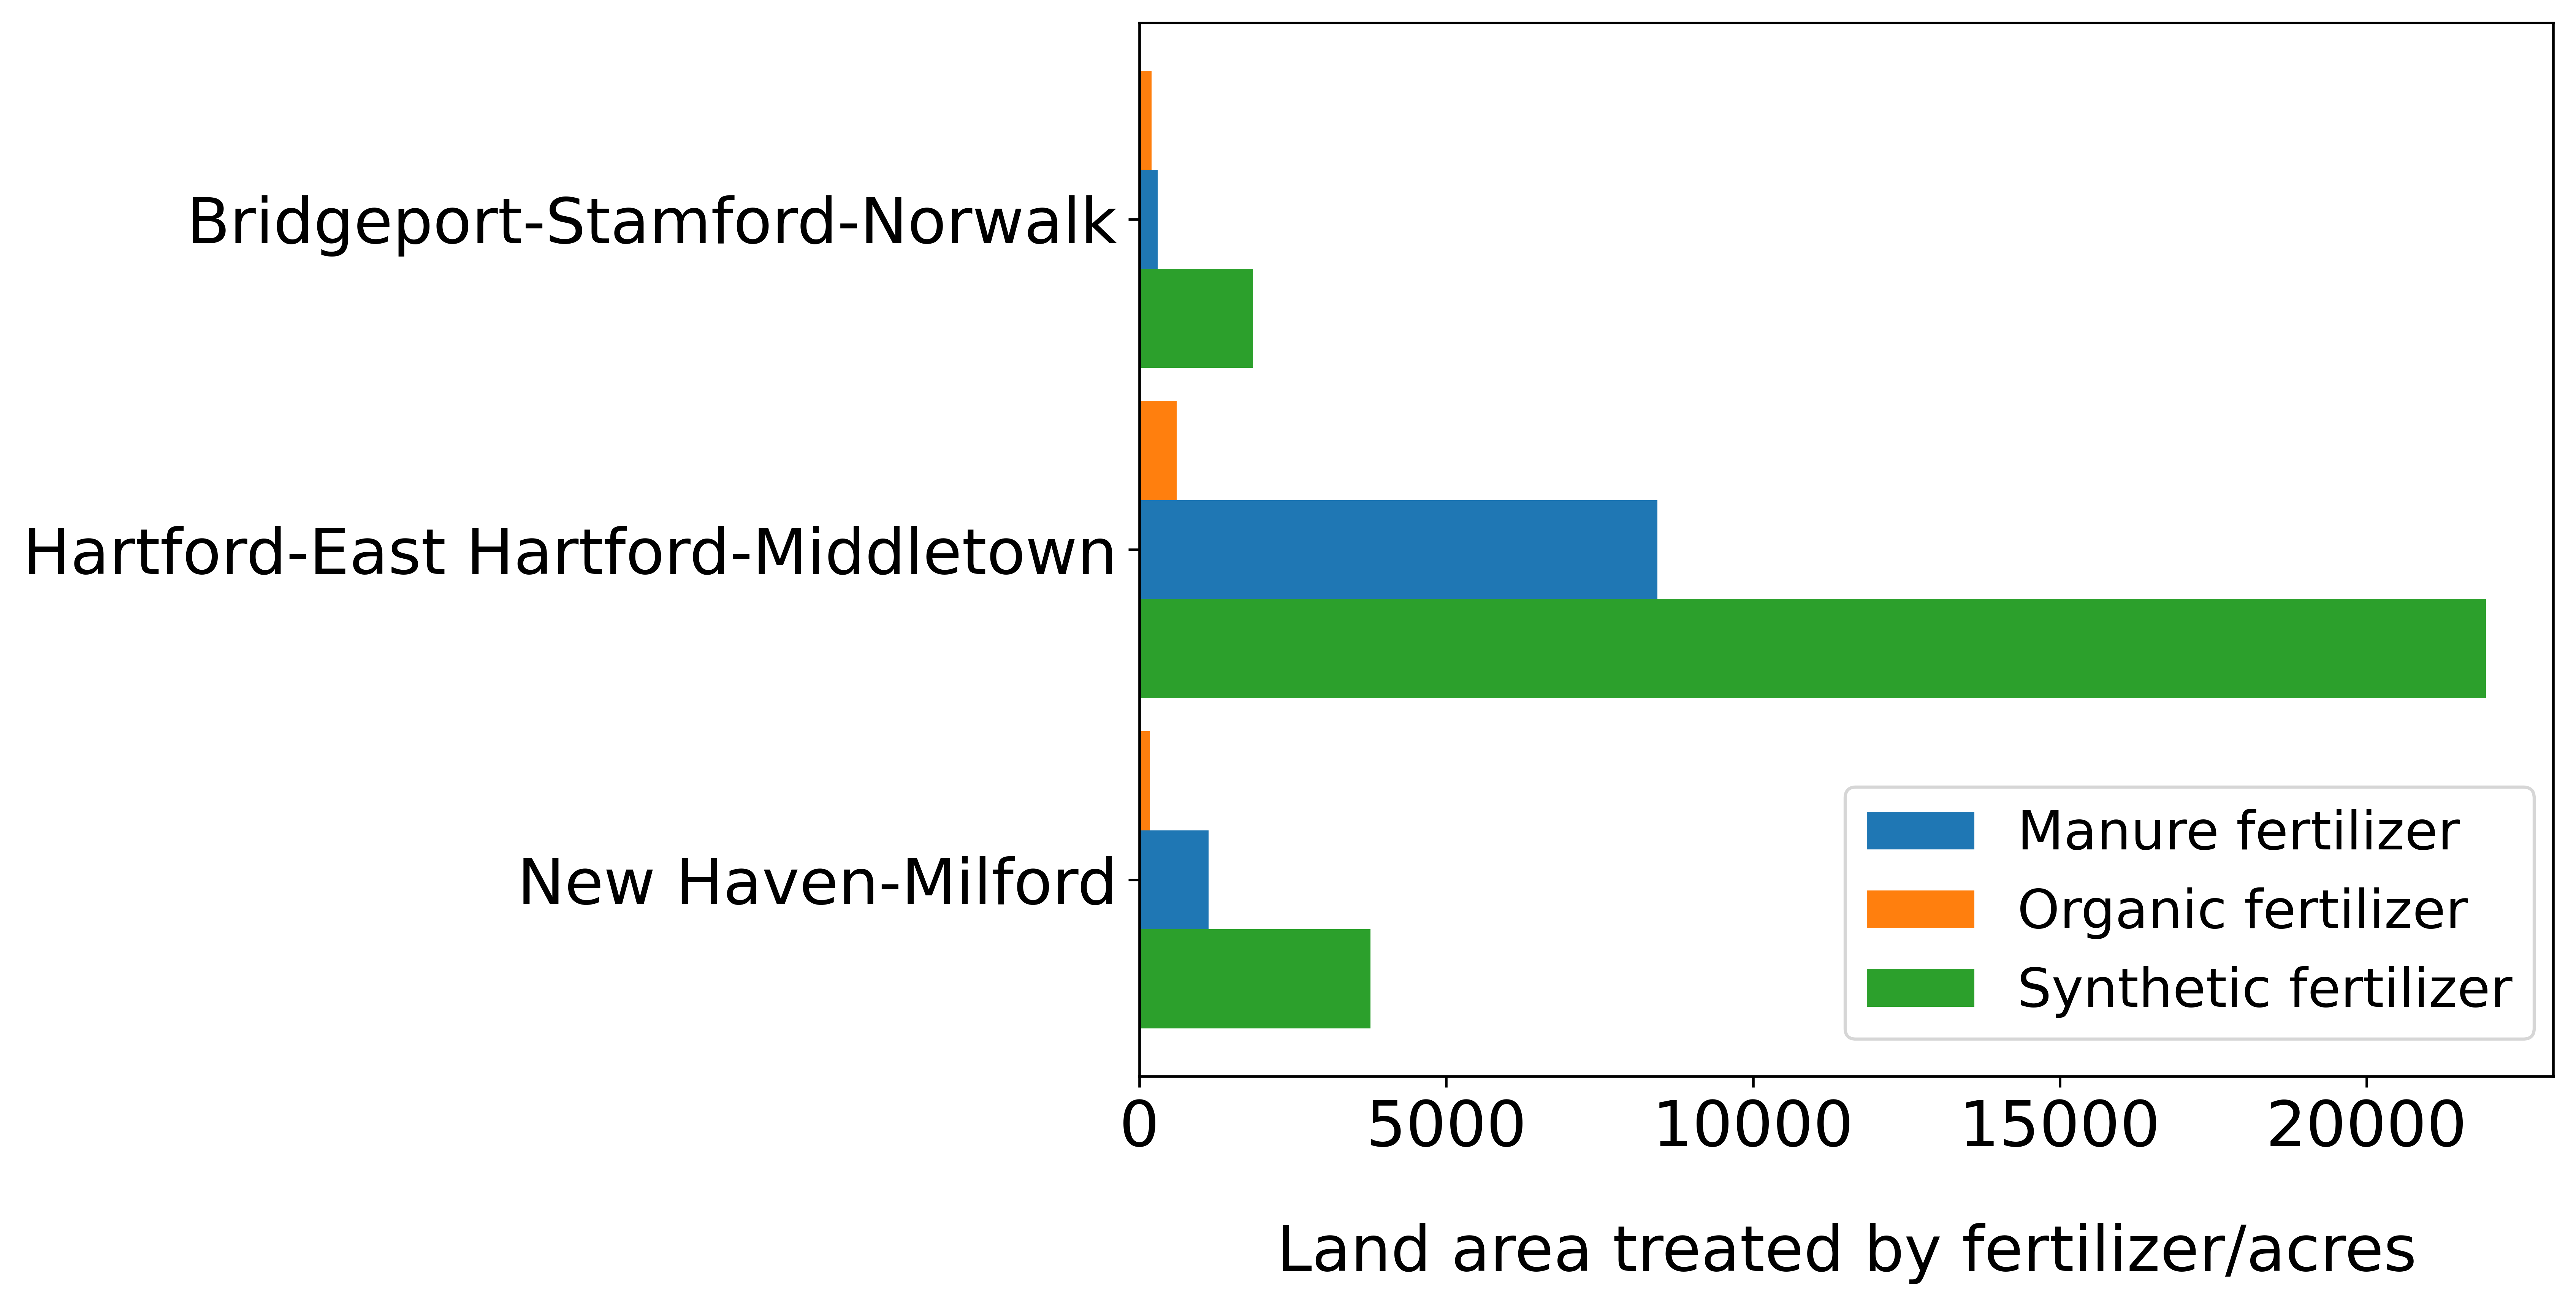 Bridgeport-Stamford-Norwalk
Hartford-East Hartford-Middletown
New Haven-Milford
Manure fertilizer
Organic fertilizer
Synthetic fertilizer
0 5000 10000 15000 20000
Land area treated by fertilizer/acres